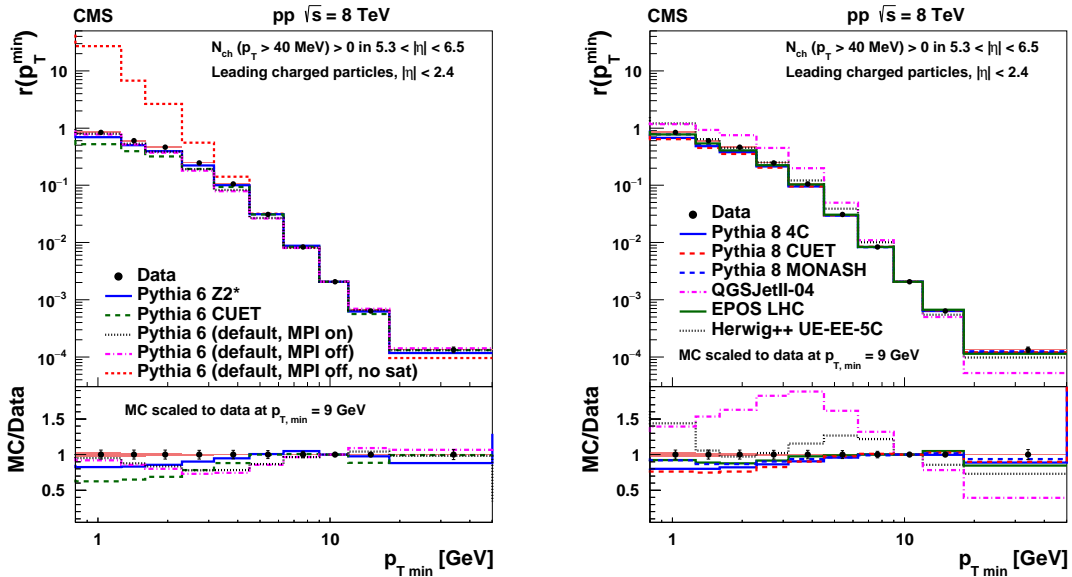 CMS pp √s = 8 TeV
r(p_T^min)
N_ch (p_T > 40 MeV) > 0 in 5.3 < |η| < 6.5
Leading charged particles, |η| < 2.4
10
1
10^−1
10^−2
10^−3
10^−4
Data
Pythia 6 Z2*
Pythia 6 CUET
Pythia 6 (default, MPI on)
Pythia 6 (default, MPI off)
Pythia 6 (default, MPI off, no sat)
MC/Data
MC scaled to data at p_T, min = 9 GeV
1.5
1
0.5
1 10
p_T min [GeV]
CMS pp √s = 8 TeV
r(p_T^min)
N_ch (p_T > 40 MeV) > 0 in 5.3 < |η| < 6.5
Leading charged particles, |η| < 2.4
10
1
10^−1
10^−2
10^−3
10^−4
Data
Pythia 8 4C
Pythia 8 CUET
Pythia 8 MONASH
QGSJetII-04
EPOS LHC
Herwig++ UE-EE-5C
MC scaled to data at p_T, min = 9 GeV
MC/Data
1.5
1
0.5
1 10
p_T min [GeV]